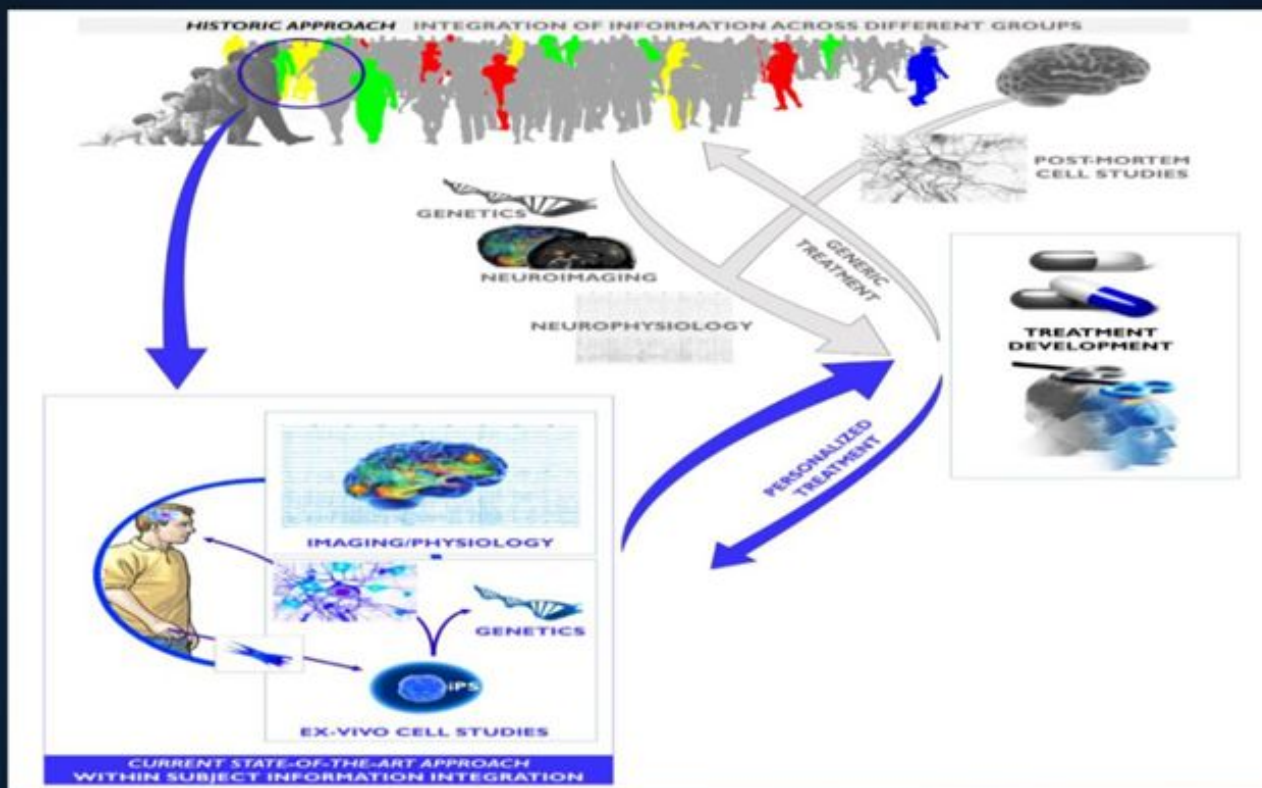 HISTORIC APPROACH INTEGRATION OF INFORMATION ACROSS DIFFERENT GROUPS
POST-MORTEM
CELL STUDIES
GENETICS
NEUROIMAGING
NEUROPHYSIOLOGY
GENERIC
TREATMENT
TREATMENT
DEVELOPMENT
PERSONALIZED
TREATMENT
IMAGING/PHYSIOLOGY
GENETICS
iPS
EX-VIVO CELL STUDIES
CURRENT STATE-OF-THE-ART APPROACH
WITHIN SUBJECT INFORMATION INTEGRATION